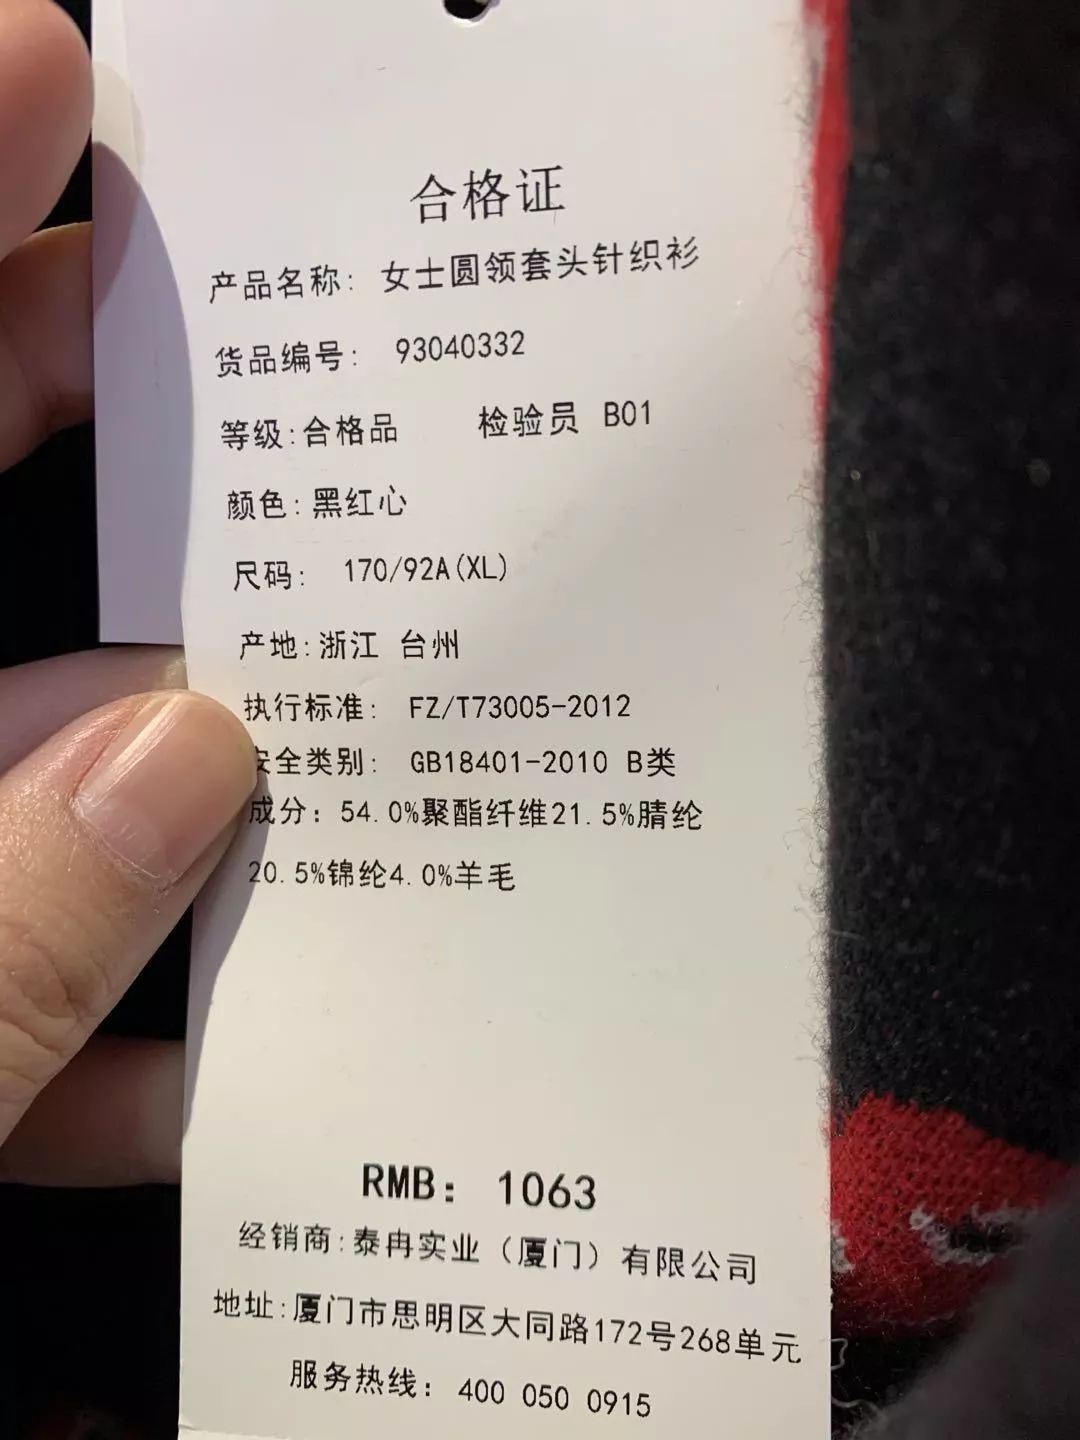 合格证
产品名称: 女士圆领套头针织衫
货品编号: 93040332
等级:合格品 检验员 B01
颜色:黑红心
尺码: 170/92A(XL)
产地:浙江 台州
执行标准: FZ/T73005-2012
安全类别: GB18401-2010 B类
成分: 54.0%聚酯纤维21.5%腈纶
20.5%锦纶4.0%羊毛
RMB: 1063
经销商:泰冉实业（厦门）有限公司
地址:厦门市思明区大同路172号268单元
服务热线: 400 050 0915